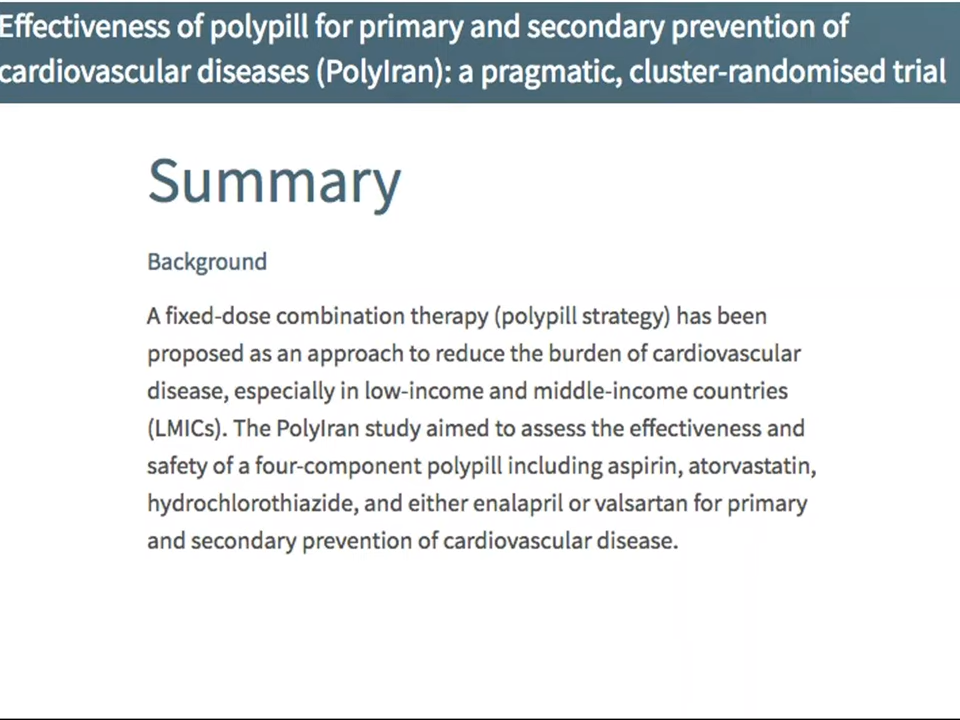 Effectiveness of polypill for primary and secondary prevention of
cardiovascular diseases (PolyIran): a pragmatic, cluster-randomised trial
Summary
Background
A fixed-dose combination therapy (polypill strategy) has been
proposed as an approach to reduce the burden of cardiovascular
disease, especially in low-income and middle-income countries
(LMICs). The PolyIran study aimed to assess the effectiveness and
safety of a four-component polypill including aspirin, atorvastatin,
hydrochlorothiazide, and either enalapril or valsartan for primary
and secondary prevention of cardiovascular disease.